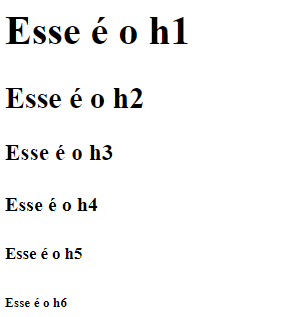 Esse é o h1
Esse é o h2
Esse é o h3
Esse é o h4
Esse é o h5
Esse é o h6